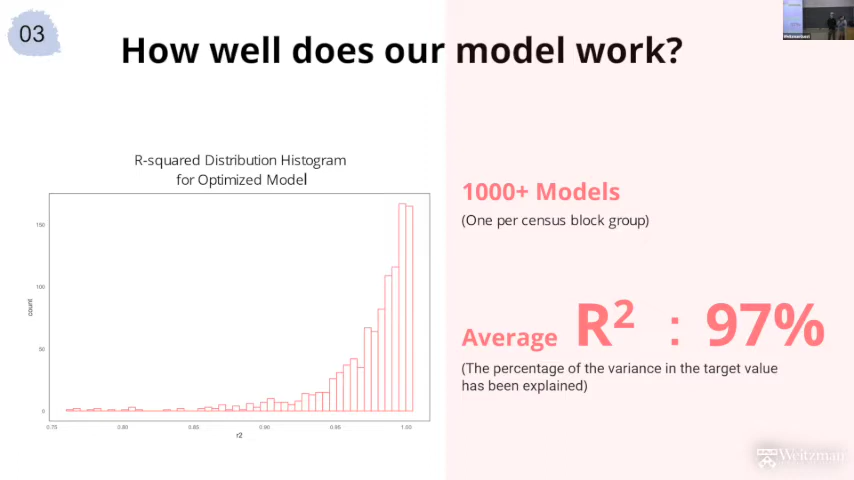 03
How well does our model work?
R-squared Distribution Histogram
for Optimized Model
150
100
50
0
count
0.75
0.80
0.85
0.90
0.95
1.00
r2
1000+ Models
(One per census block group)
Average R² : 97%
(The percentage of the variance in the target value
has been explained)
Weitzman